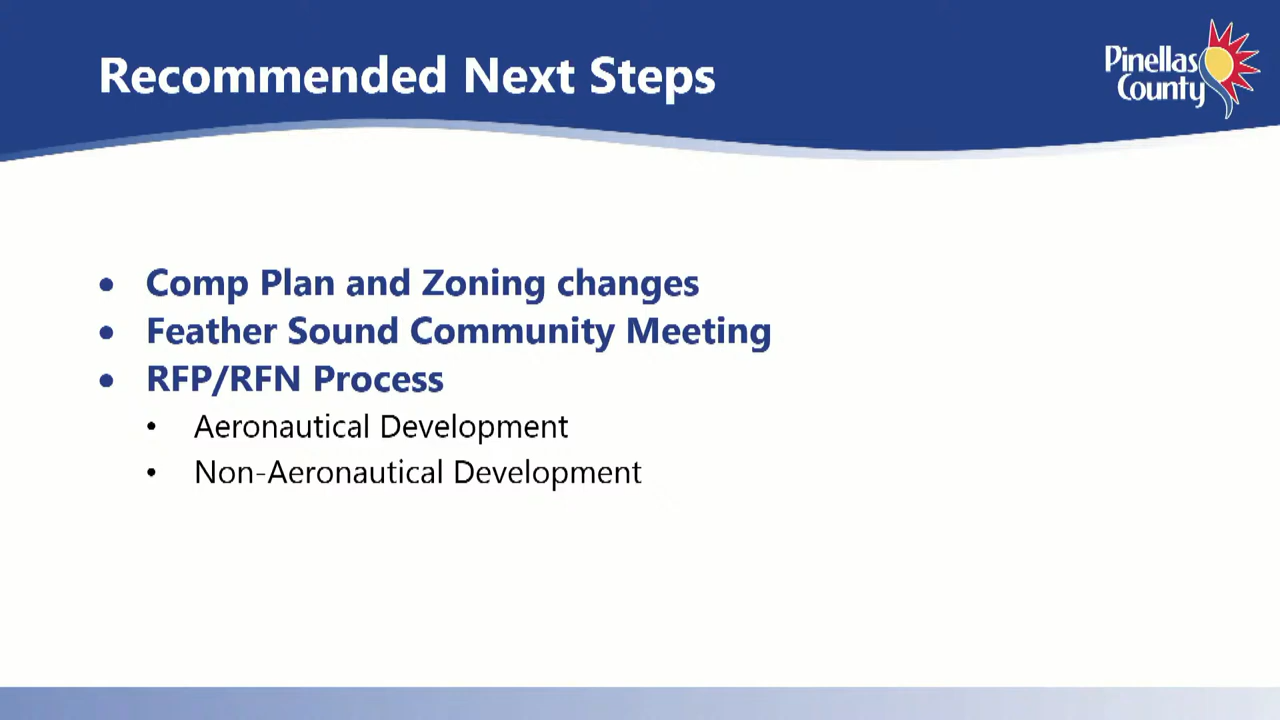 Recommended Next Steps
Pinellas
County
• Comp Plan and Zoning changes
• Feather Sound Community Meeting
• RFP/RFN Process
• Aeronautical Development
• Non-Aeronautical Development